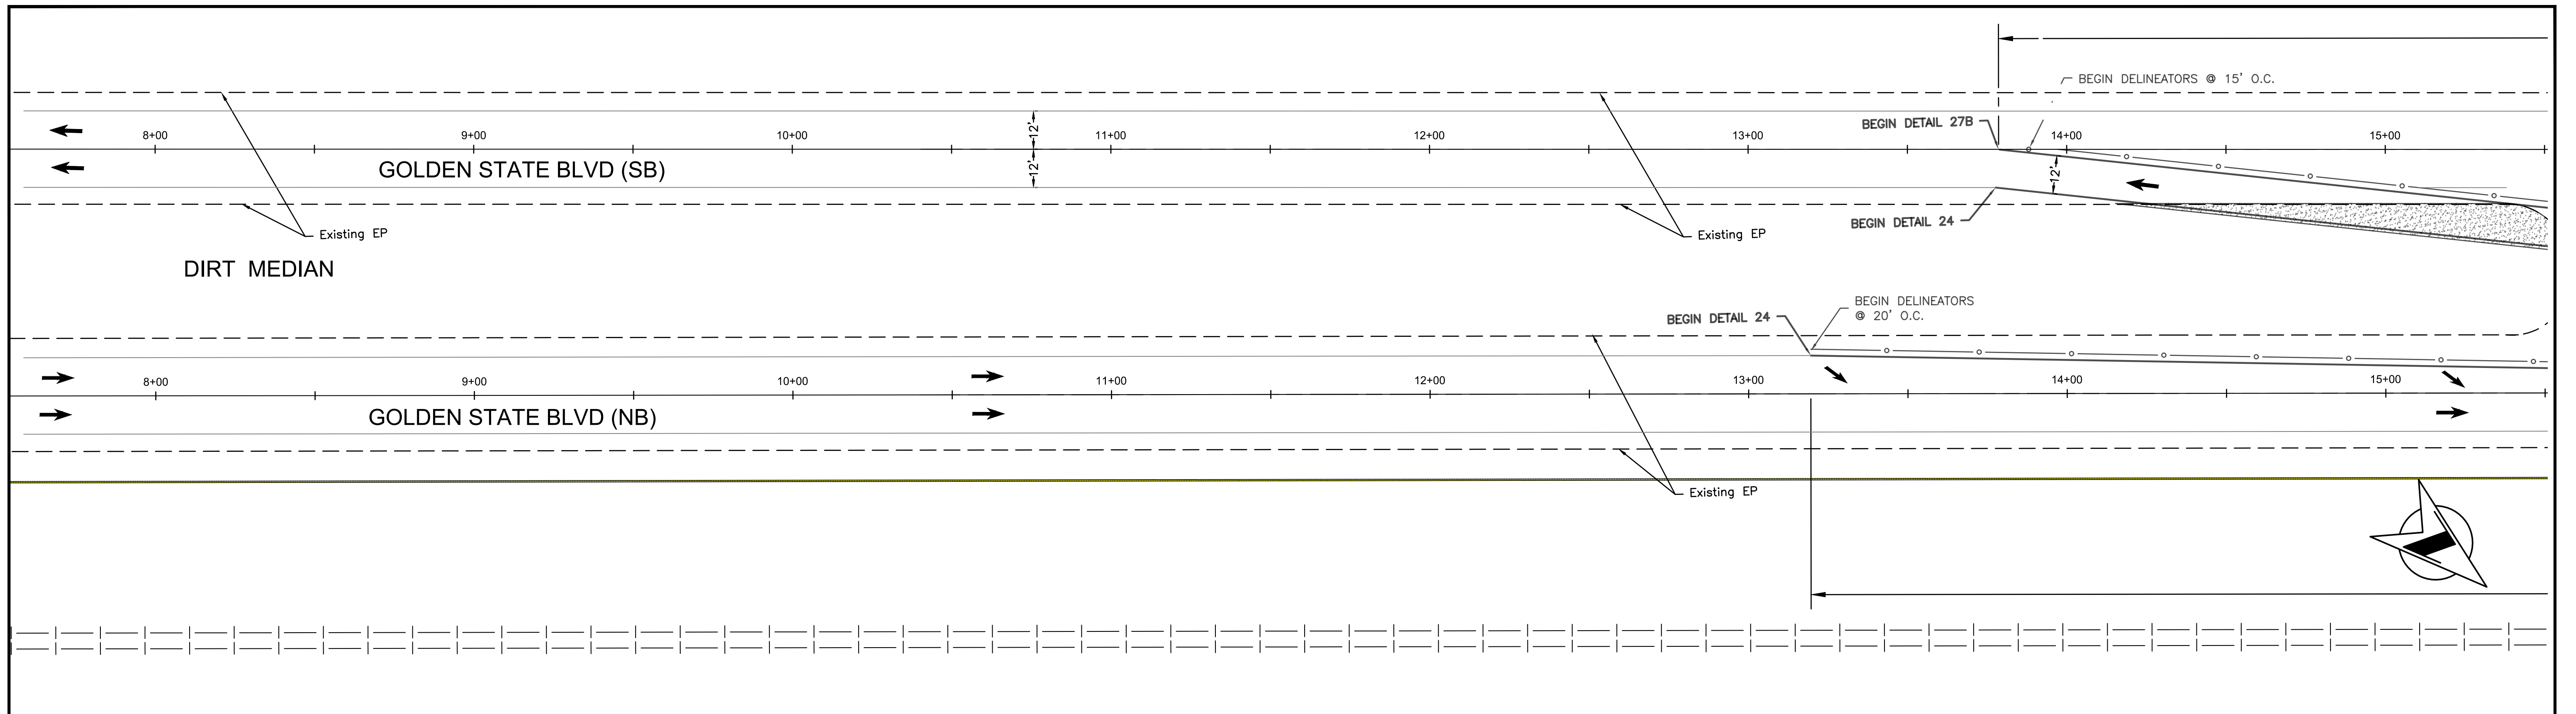 BEGIN DELINEATORS @ 15' O.C.
BEGIN DETAIL 27B
8+00 9+00 10+00 11+00 12+00 13+00 14+00 15+00
12'
12'
12'
GOLDEN STATE BLVD (SB)
BEGIN DETAIL 24
Existing EP
Existing EP
DIRT MEDIAN
BEGIN DELINEATORS
@ 20' O.C.
BEGIN DETAIL 24
8+00 9+00 10+00 11+00 12+00 13+00 14+00 15+00
GOLDEN STATE BLVD (NB)
Existing EP